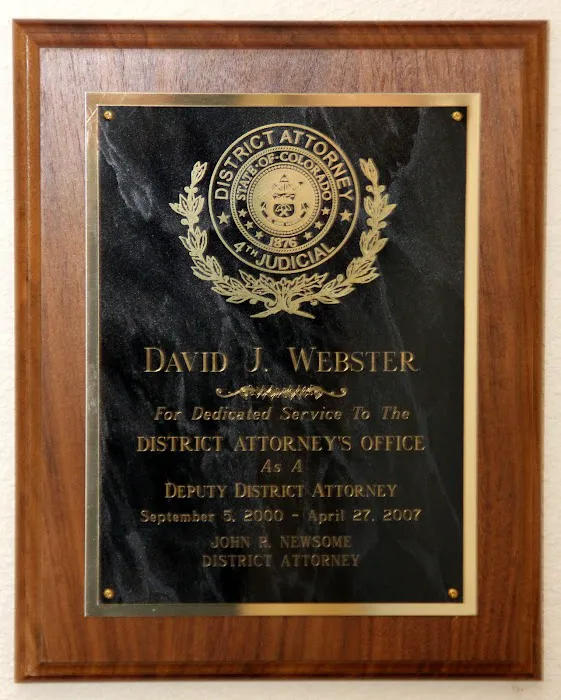 DISTRICT ATTORNEY
STATE·OF·COLORADO
1876
4TH JUDICIAL
DAVID J. WEBSTER
For Dedicated Service To The
DISTRICT ATTORNEY'S OFFICE
As A
DEPUTY DISTRICT ATTORNEY
September 5, 2000 - April 27, 2007
JOHN R. NEWSOME
DISTRICT ATTORNEY